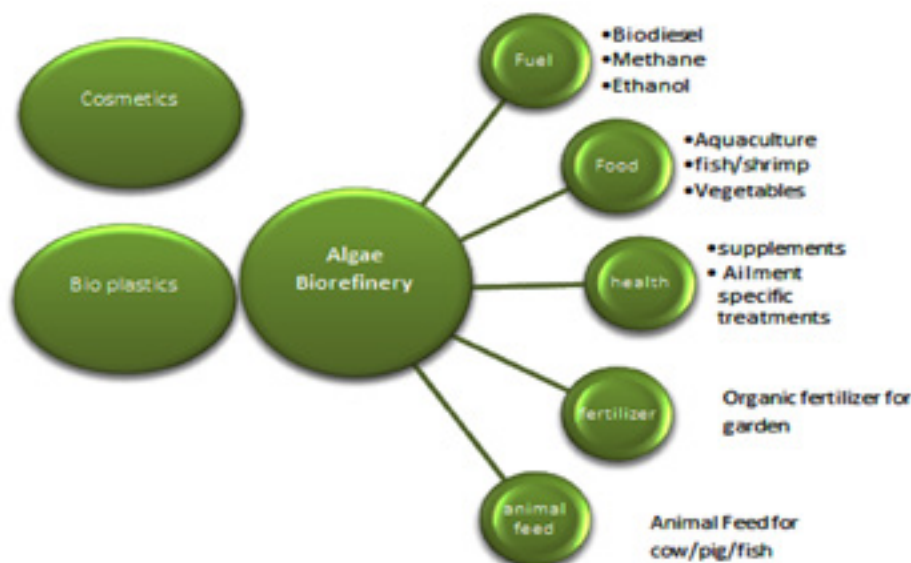 Cosmetics
Bio plastics
Algae
Biorefinery
Fuel
•Biodiesel
•Methane
•Ethanol
Food
•Aquaculture
•fish/shrimp
•Vegetables
health
•supplements
• Ailment
specific
treatments
fertilizer
Organic fertilizer for
garden
animal
feed
Animal Feed for
cow/pig/fish